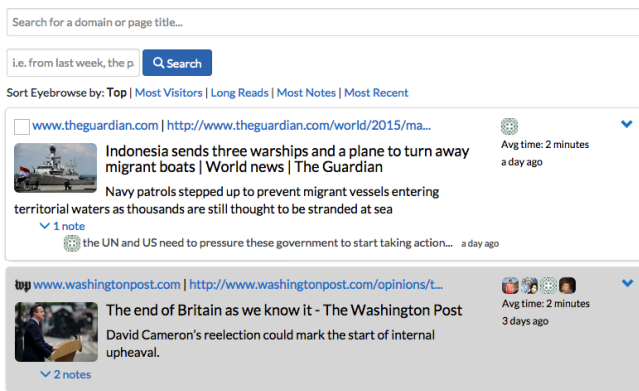 Search for a domain or page title...
i.e. from last week, the p
Search
Sort Eyebrowse by: Top | Most Visitors | Long Reads | Most Notes | Most Recent
www.theguardian.com | http://www.theguardian.com/world/2015/ma...
Avg time: 2 minutes
a day ago
Indonesia sends three warships and a plane to turn away
migrant boats | World news | The Guardian
Navy patrols stepped up to prevent migrant vessels entering
territorial waters as thousands are still thought to be stranded at sea
1 note
the UN and US need to pressure these government to start taking action... a day ago
wp www.washingtonpost.com | http://www.washingtonpost.com/opinions/t...
Avg time: 2 minutes
3 days ago
The end of Britain as we know it - The Washington Post
David Cameron's reelection could mark the start of internal
upheaval.
2 notes